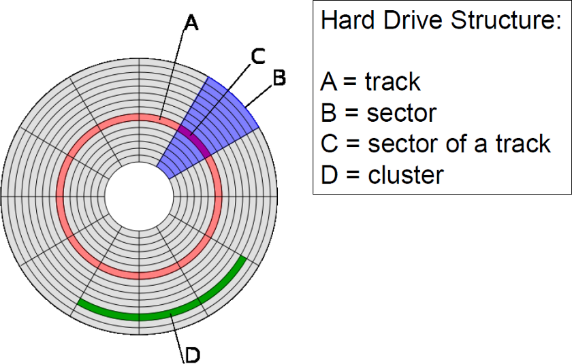 A
C
B
D
Hard Drive Structure:
A = track
B = sector
C = sector of a track
D = cluster